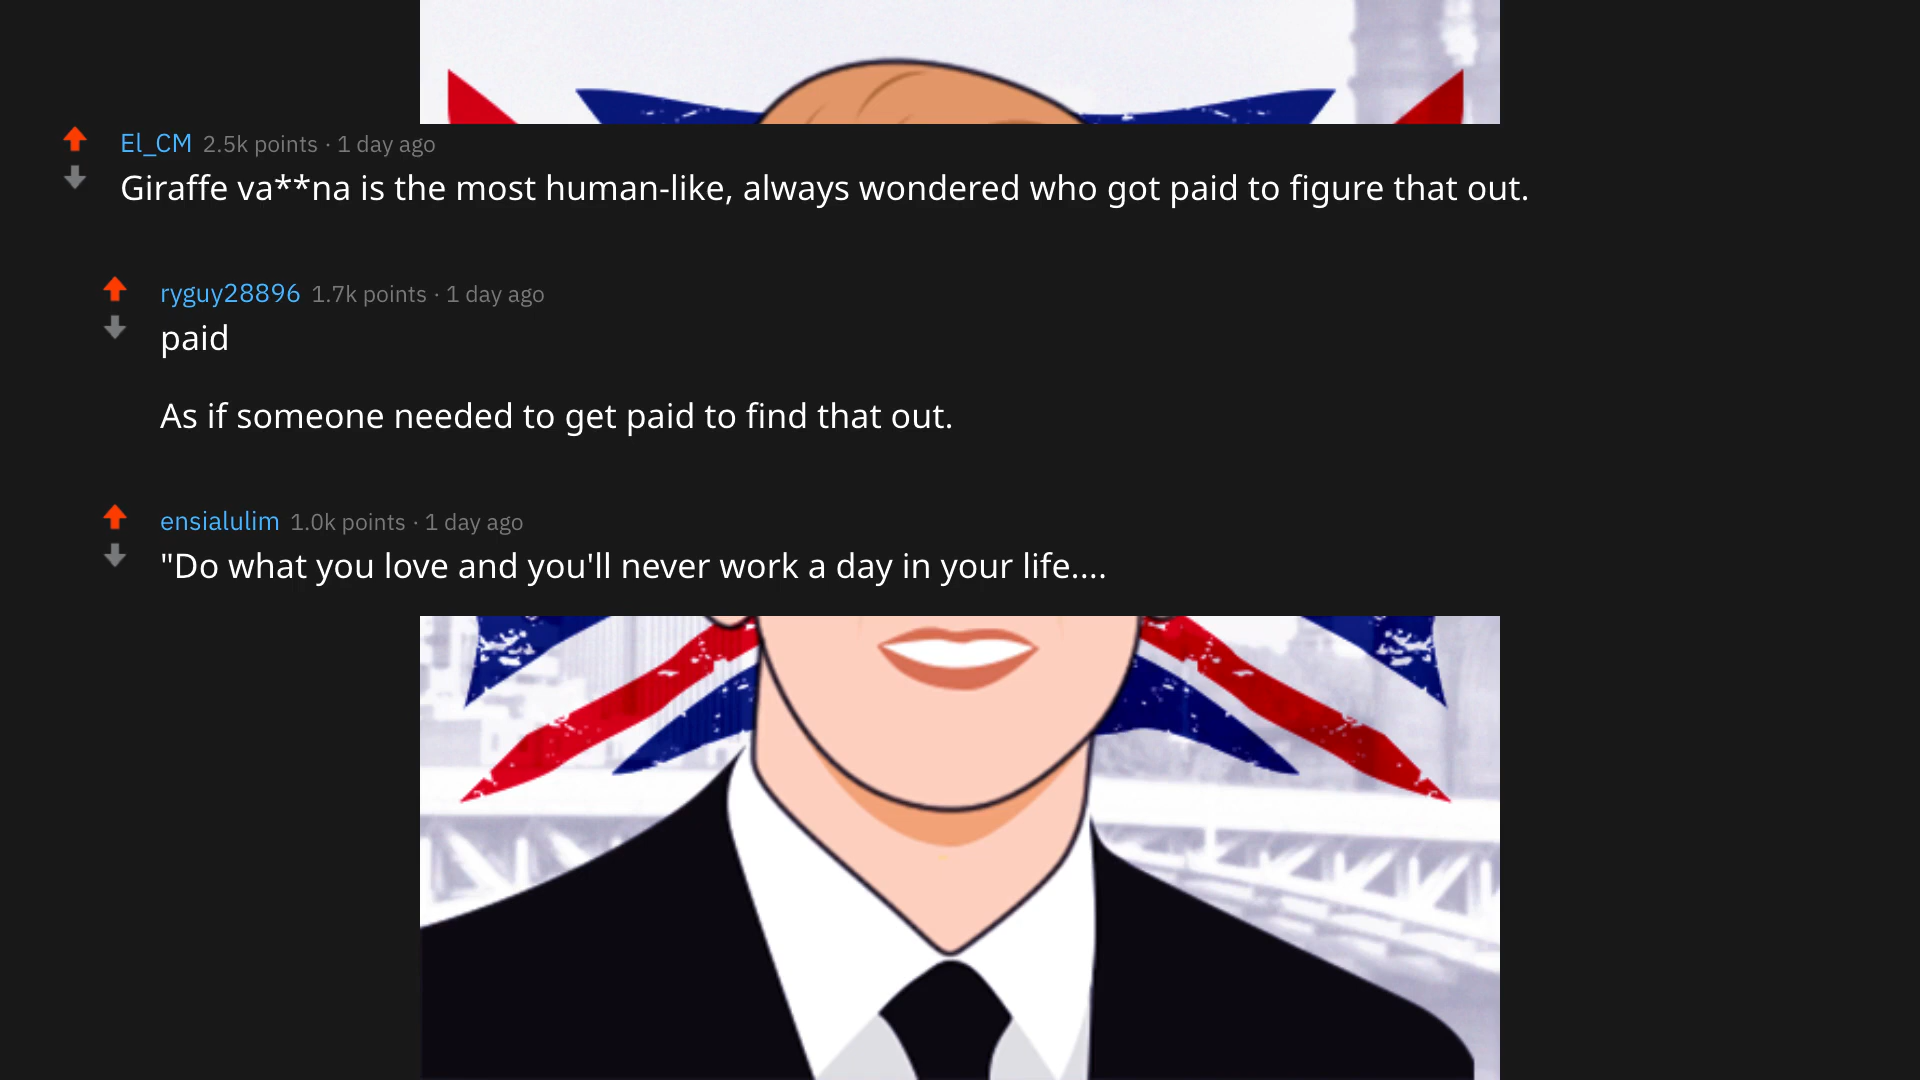 El_CM 2.5k points · 1 day ago
Giraffe va**na is the most human-like, always wondered who got paid to figure that out.
ryguy28896 1.7k points · 1 day ago
paid
As if someone needed to get paid to find that out.
ensialulim 1.0k points · 1 day ago
"Do what you love and you'll never work a day in your life....